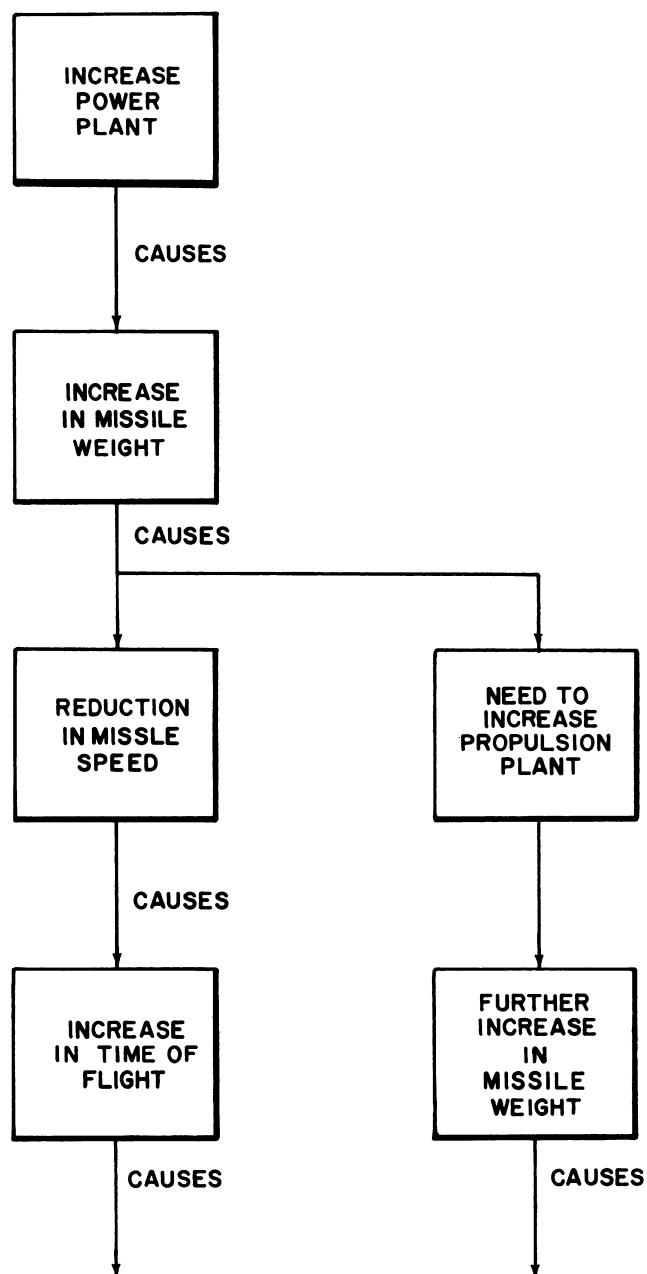 INCREASE
POWER
PLANT
CAUSES
INCREASE
IN MISSILE
WEIGHT
CAUSES
REDUCTION
IN MISSLE
SPEED
NEED TO
INCREASE
PROPULSION
PLANT
CAUSES
INCREASE
IN TIME OF
FLIGHT
FURTHER
INCREASE
IN
MISSILE
WEIGHT
CAUSES
CAUSES